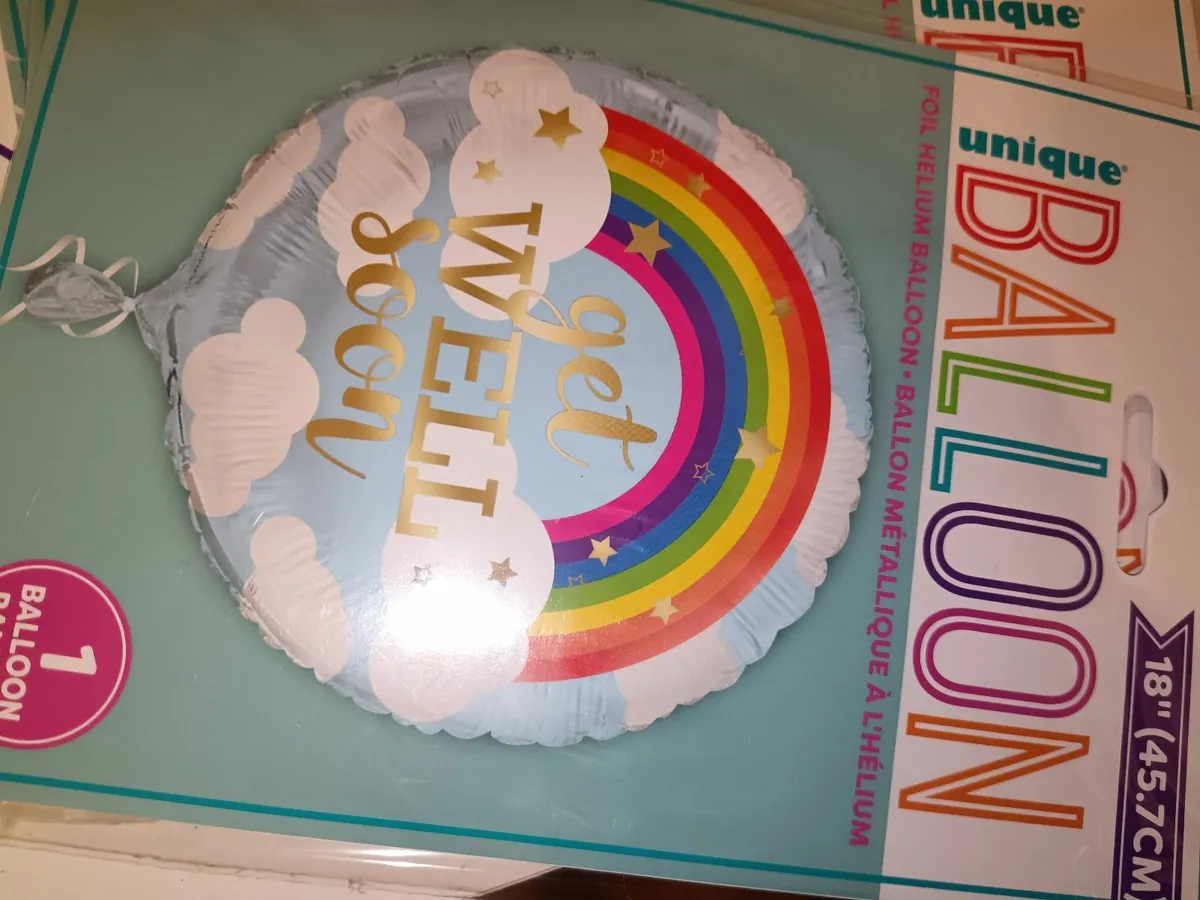 unique®
unique®
BALLOON
18" (45.7CM)
FOIL HELIUM BALLOON • BALLON MÉTALLIQUE À L'HÉLIUM
get
WELL
soon
1
BALLOON